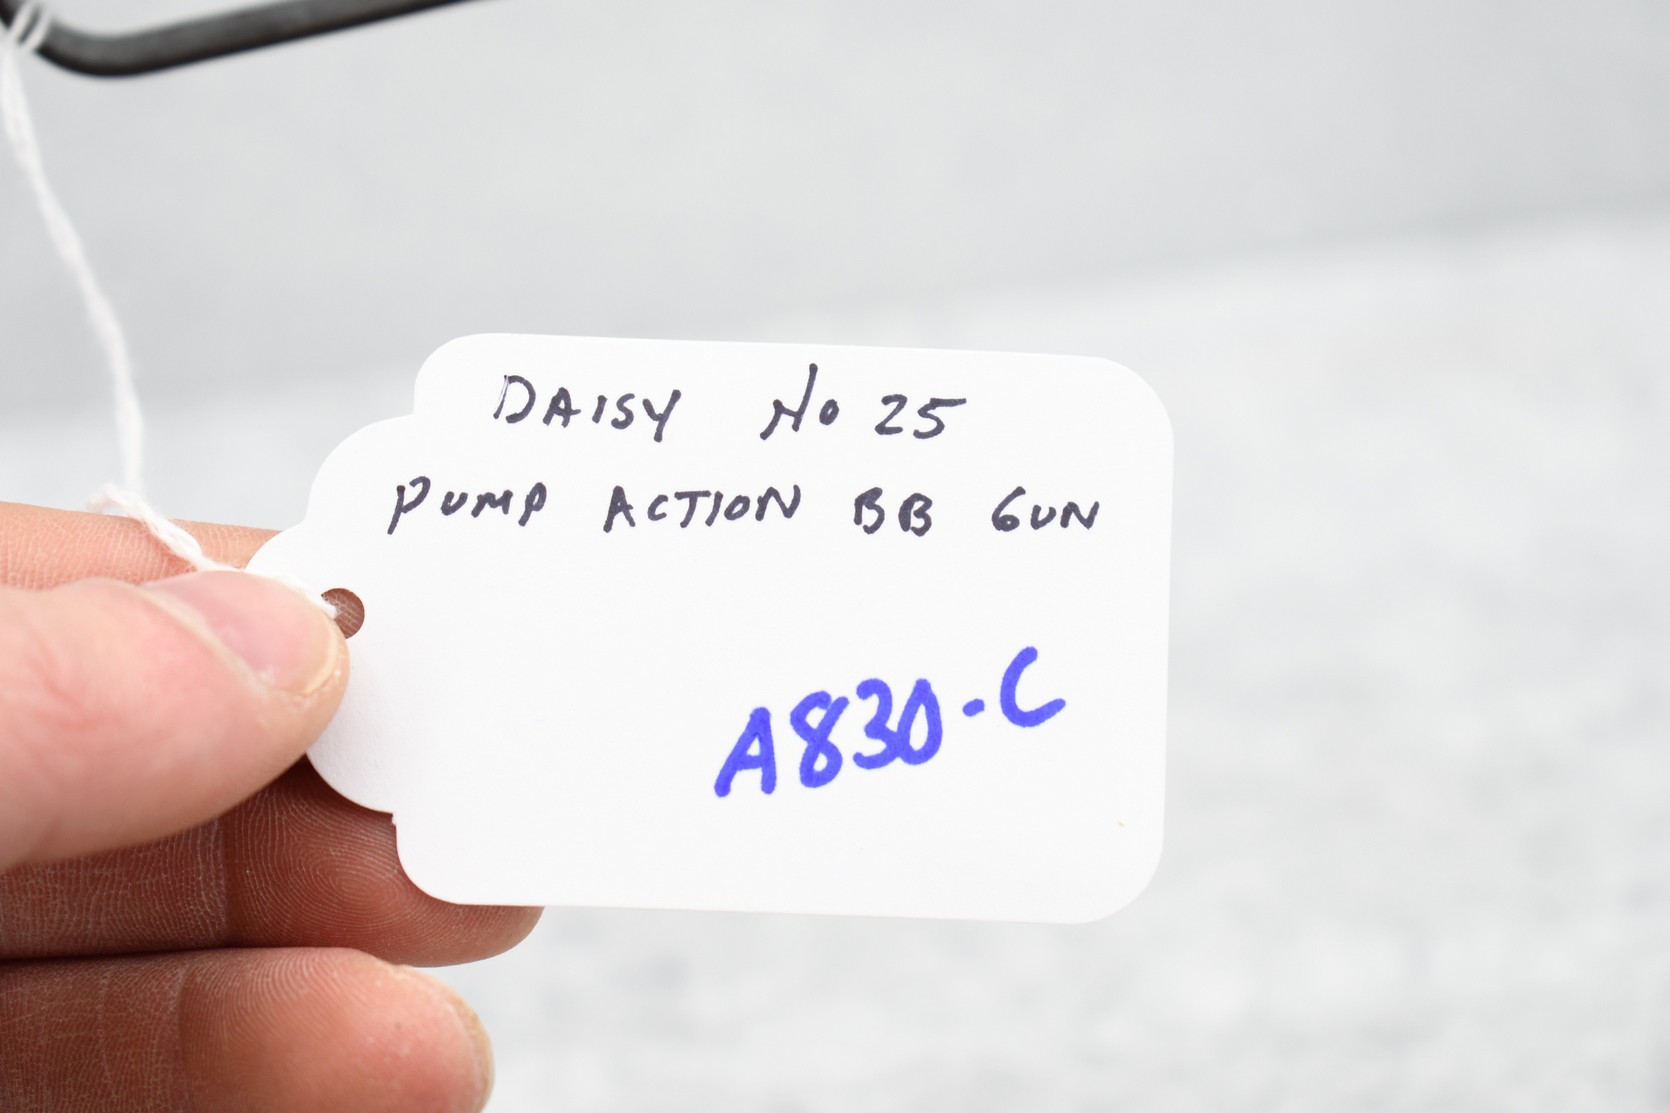 DAISY No 25
PUMP ACTION BB GUN
A830-C